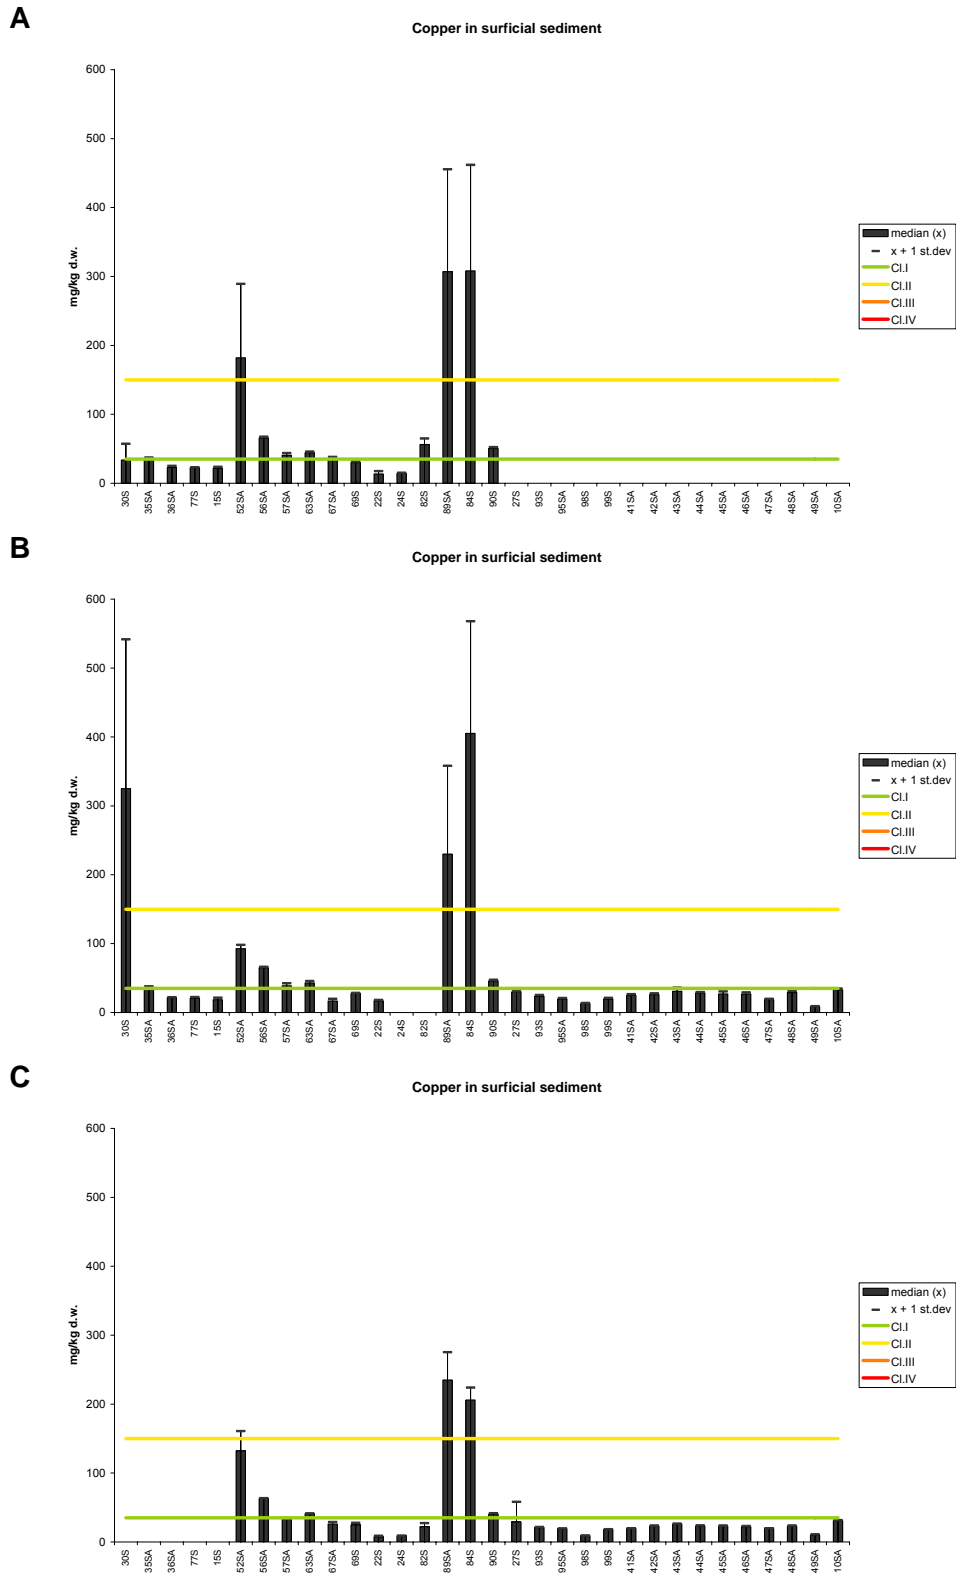 A
Copper in surficial sediment
600
500
400
300
200
100
0
mg/kg d.w.
30S 35SA 36SA 77S 15S 52SA 56SA 57SA 63SA 67SA 69S 22S 24S 82S 89SA 84S 90S 27S 93S 95SA 98S 99S 41SA 42SA 43SA 44SA 45SA 46SA 47SA 48SA 49SA 10SA
median (x)
x + 1 st.dev
Cl.I
Cl.II
Cl.III
Cl.IV
B
Copper in surficial sediment
600
500
400
300
200
100
0
mg/kg d.w.
30S 35SA 36SA 77S 15S 52SA 56SA 57SA 63SA 67SA 69S 22S 24S 82S 89SA 84S 90S 27S 93S 95SA 98S 99S 41SA 42SA 43SA 44SA 45SA 46SA 47SA 48SA 49SA 10SA
median (x)
x + 1 st.dev
Cl.I
Cl.II
Cl.III
Cl.IV
C
Copper in surficial sediment
600
500
400
300
200
100
0
mg/kg d.w.
30S 35SA 36SA 77S 15S 52SA 56SA 57SA 63SA 67SA 69S 22S 24S 82S 89SA 84S 90S 27S 93S 95SA 98S 99S 41SA 42SA 43SA 44SA 45SA 46SA 47SA 48SA 49SA 10SA
median (x)
x + 1 st.dev
Cl.I
Cl.II
Cl.III
Cl.IV